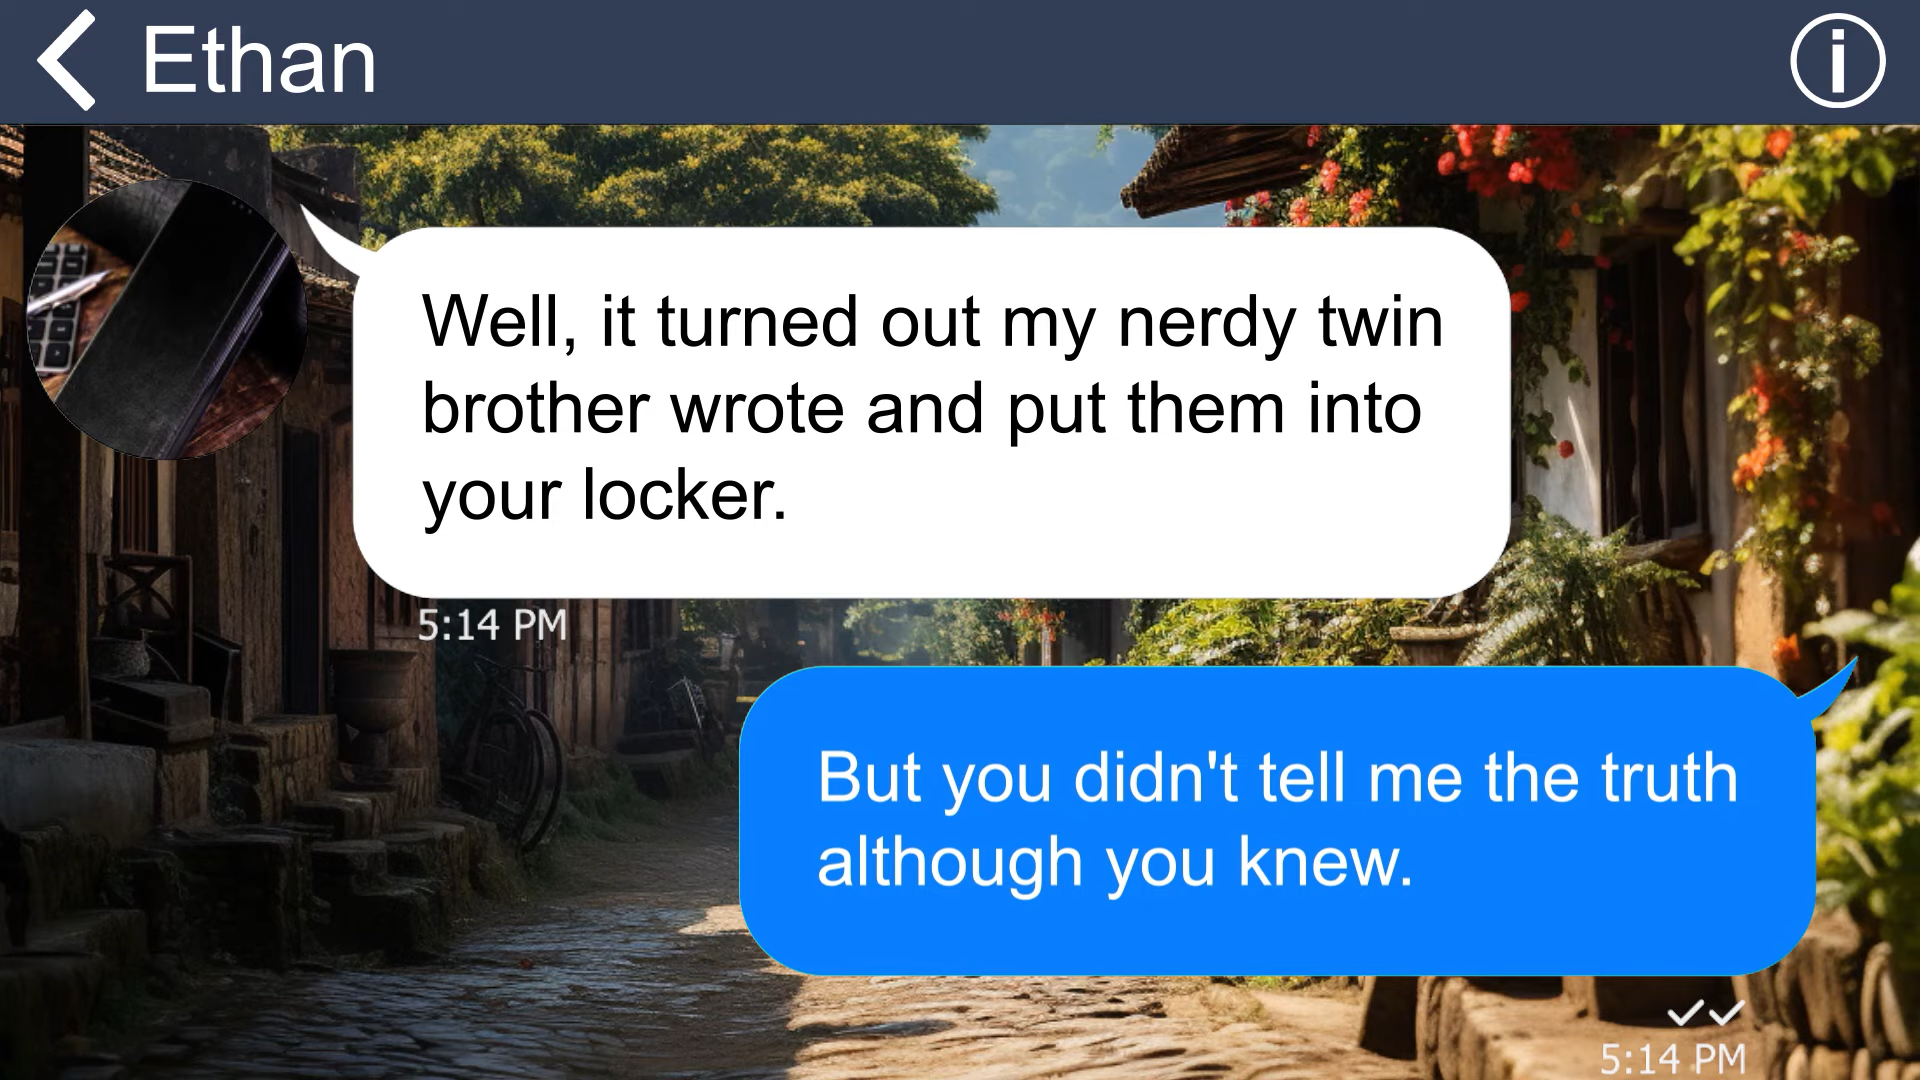 Ethan
Well, it turned out my nerdy twin
brother wrote and put them into
your locker.
5:14 PM
But you didn't tell me the truth
although you knew.
5:14 PM